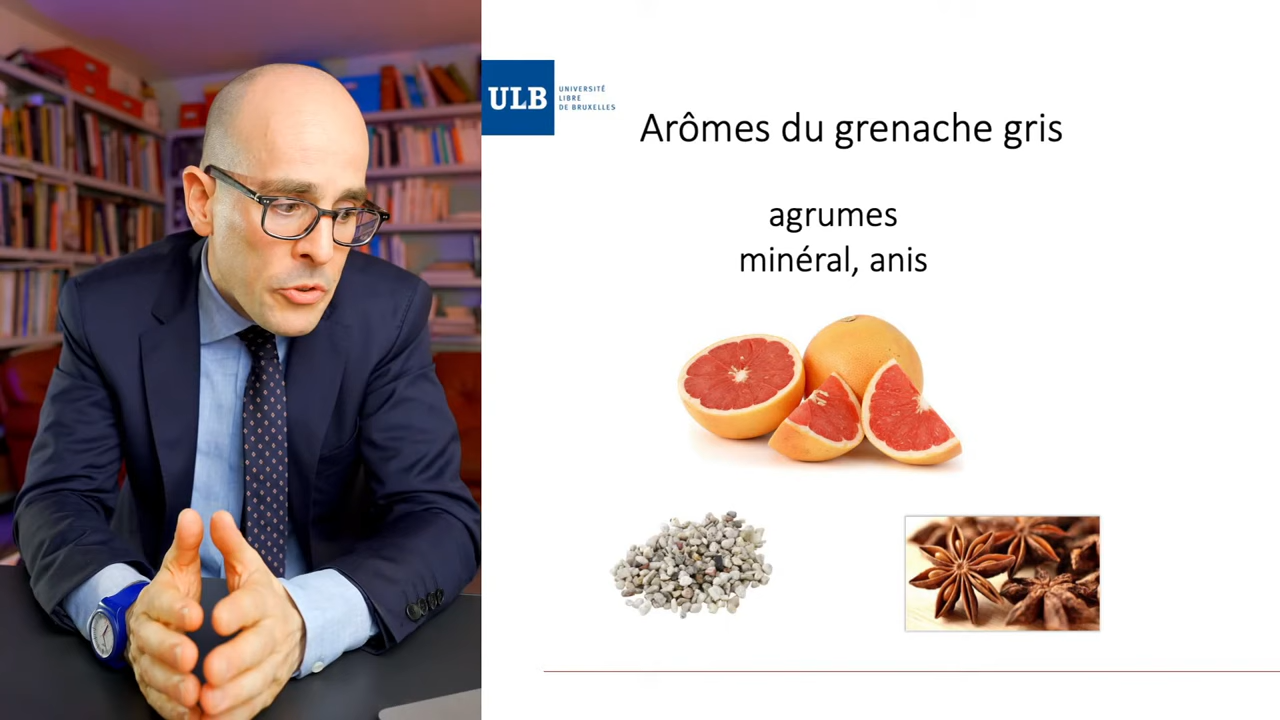 ULB
UNIVERSITÉ
LIBRE
DE BRUXELLES
Arômes du grenache gris
agrumes
minéral, anis